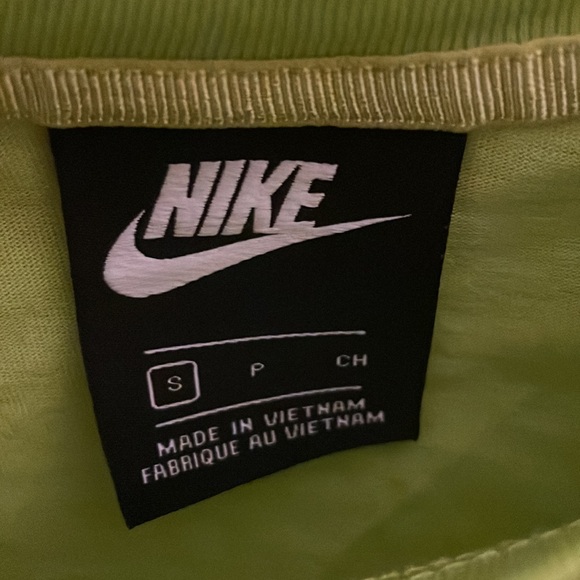 NIKE
S P CH
MADE IN VIETNAM
FABRIQUE AU VIETNAM